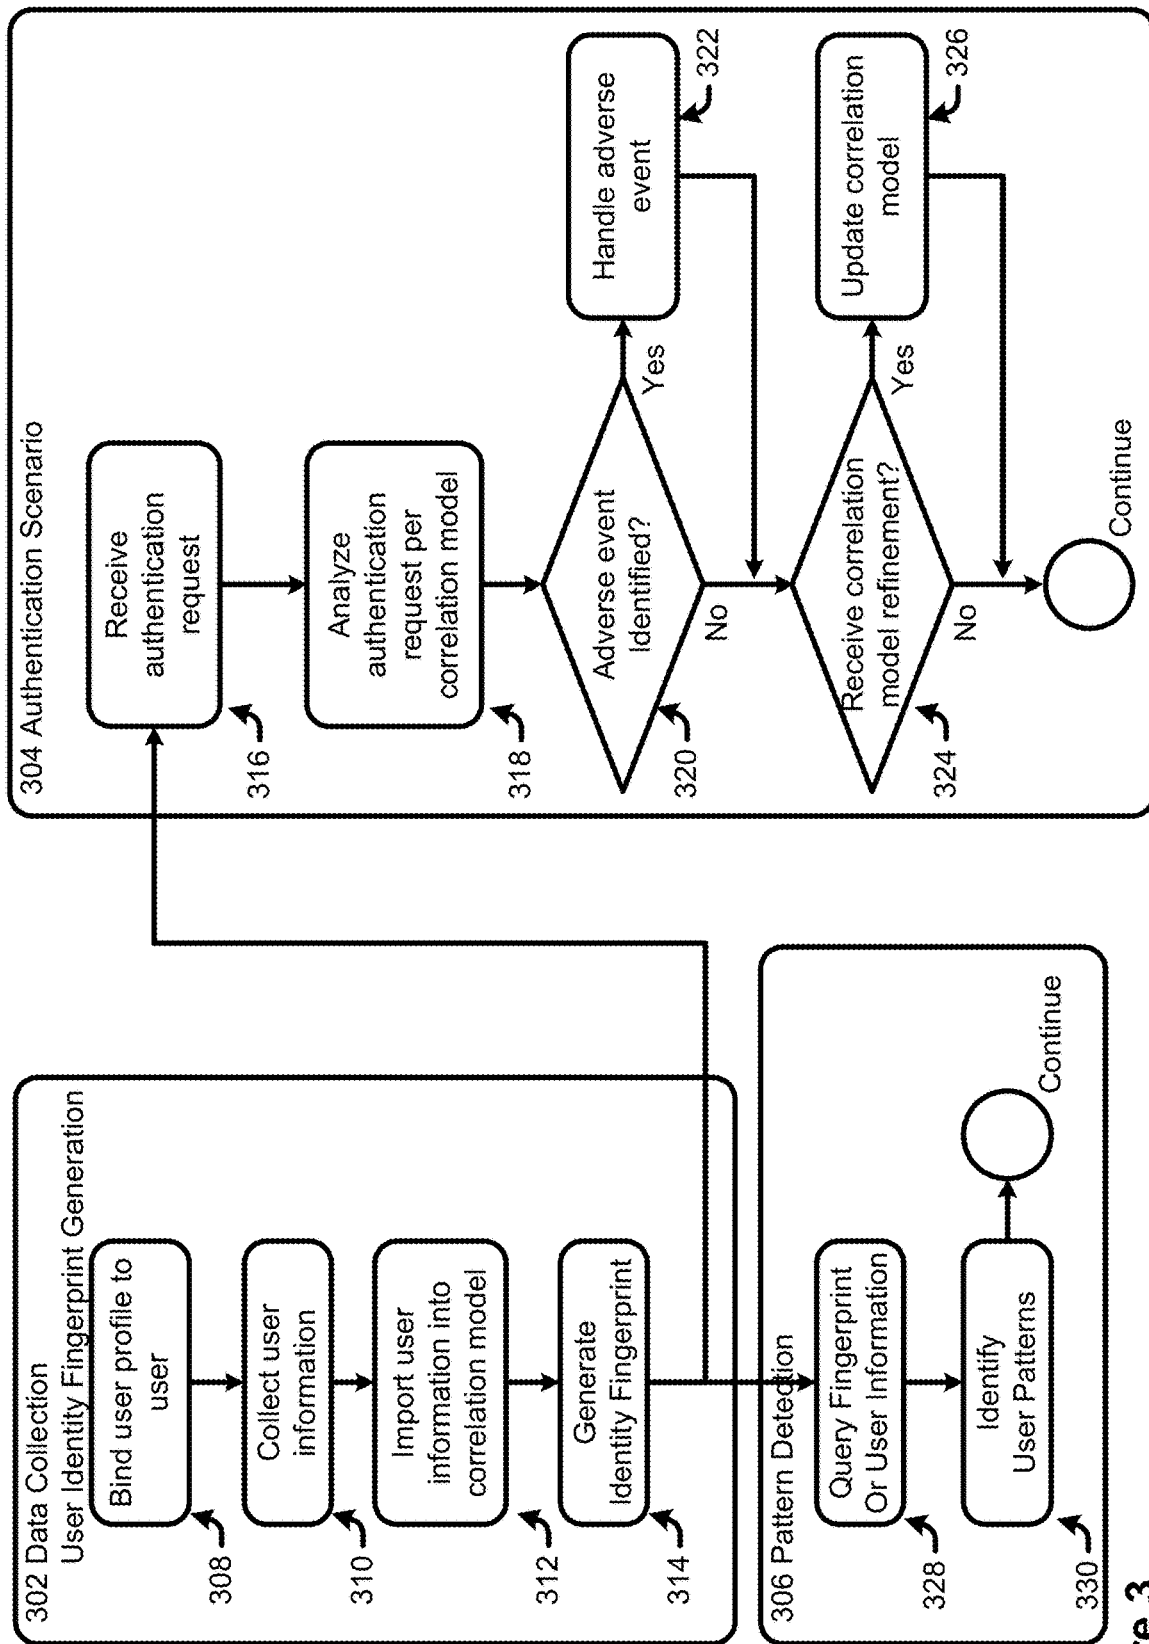 302 Data Collection
User Identity Fingerprint Generation
Bind user profile to
user
308
Collect user
information
310
Import user
information into
correlation model
312
Generate
Identity Fingerprint
314
306 Pattern Detection
Query Fingerprint
Or User Information
328
Identify
User Patterns
330
Continue
304 Authentication Scenario
Receive
authentication
request
316
Analyze
authentication
request per
correlation model
318
Adverse event
Identified?
320
Yes
No
Handle adverse
event
322
Receive correlation
model refinement?
324
Yes
No
Update correlation
model
326
Continue